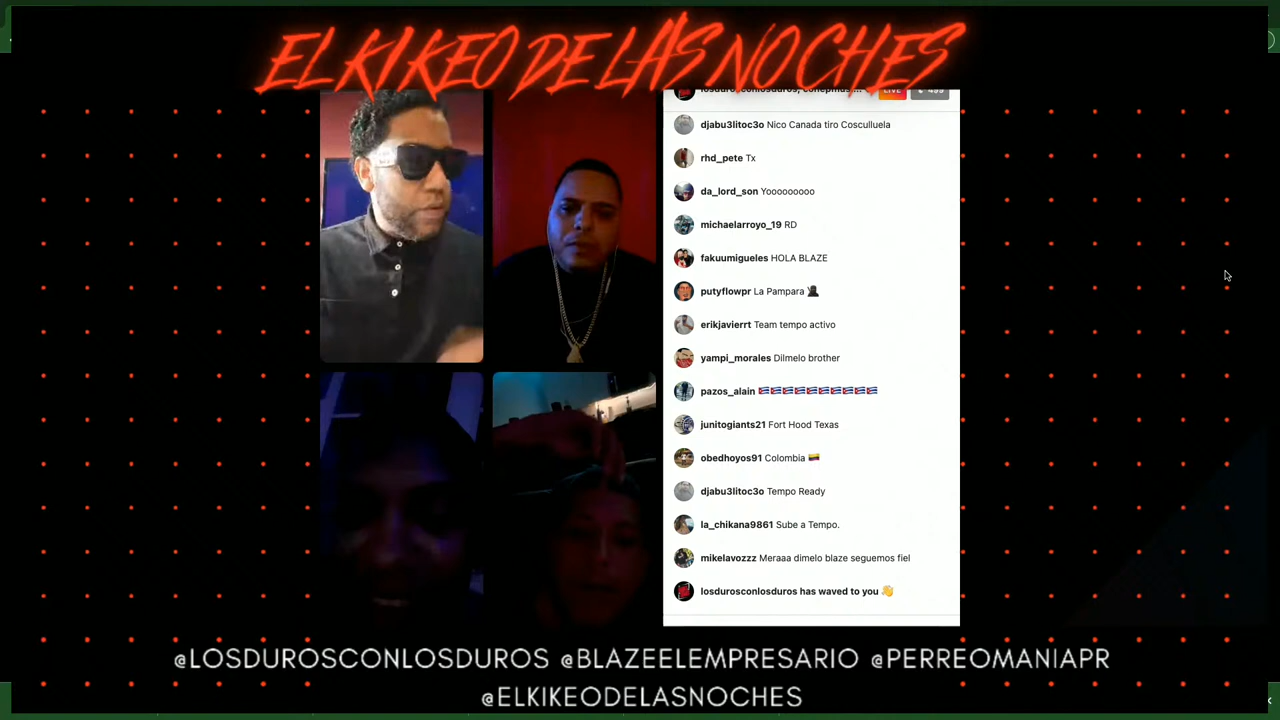 EL KIKEO DE LAS NOCHES
LIVE
djabu3litoc3o Nico Canada tiro Cosculluela
rhd_pete Tx
da_lord_son Yooooooooo
michaelarroyo_19 RD
fakuumigueles HOLA BLAZE
putyflowpr La Pampara
erikjavierrt Team tempo activo
yampi_morales Dilmelo brother
pazos_alain
junitogiants21 Fort Hood Texas
obedhoyos91 Colombia
djabu3litoc3o Tempo Ready
la_chikana9861 Sube a Tempo.
mikelavozzz Meraaa dimelo blaze seguemos fiel
losdurosconlosduros has waved to you
@LOSDUROSCONLOSDUROS @BLAZEELEMPRESARIO @PERREOMANIAPR
@ELKIKEODELASNOCHES